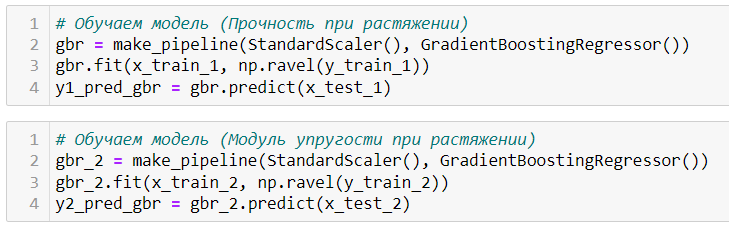 1 # Обучаем модель (Прочность при растяжении)
2 gbr = make_pipeline(StandardScaler(), GradientBoostingRegressor())
3 gbr.fit(x_train_1, np.ravel(y_train_1))
4 y1_pred_gbr = gbr.predict(x_test_1)
1 # Обучаем модель (Модуль упругости при растяжении)
2 gbr_2 = make_pipeline(StandardScaler(), GradientBoostingRegressor())
3 gbr_2.fit(x_train_2, np.ravel(y_train_2))
4 y2_pred_gbr = gbr_2.predict(x_test_2)